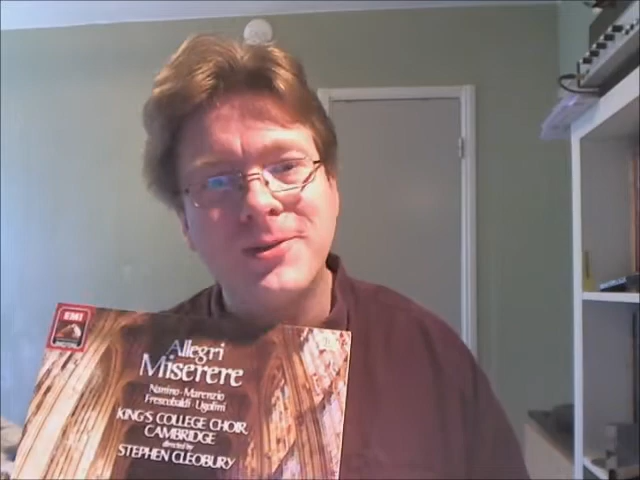 EMI
Allegri
Miserere
Nanino · Marenzio
Frescobaldi · Ugolini
KING'S COLLEGE CHOIR,
CAMBRIDGE
directed by
STEPHEN CLEOBURY